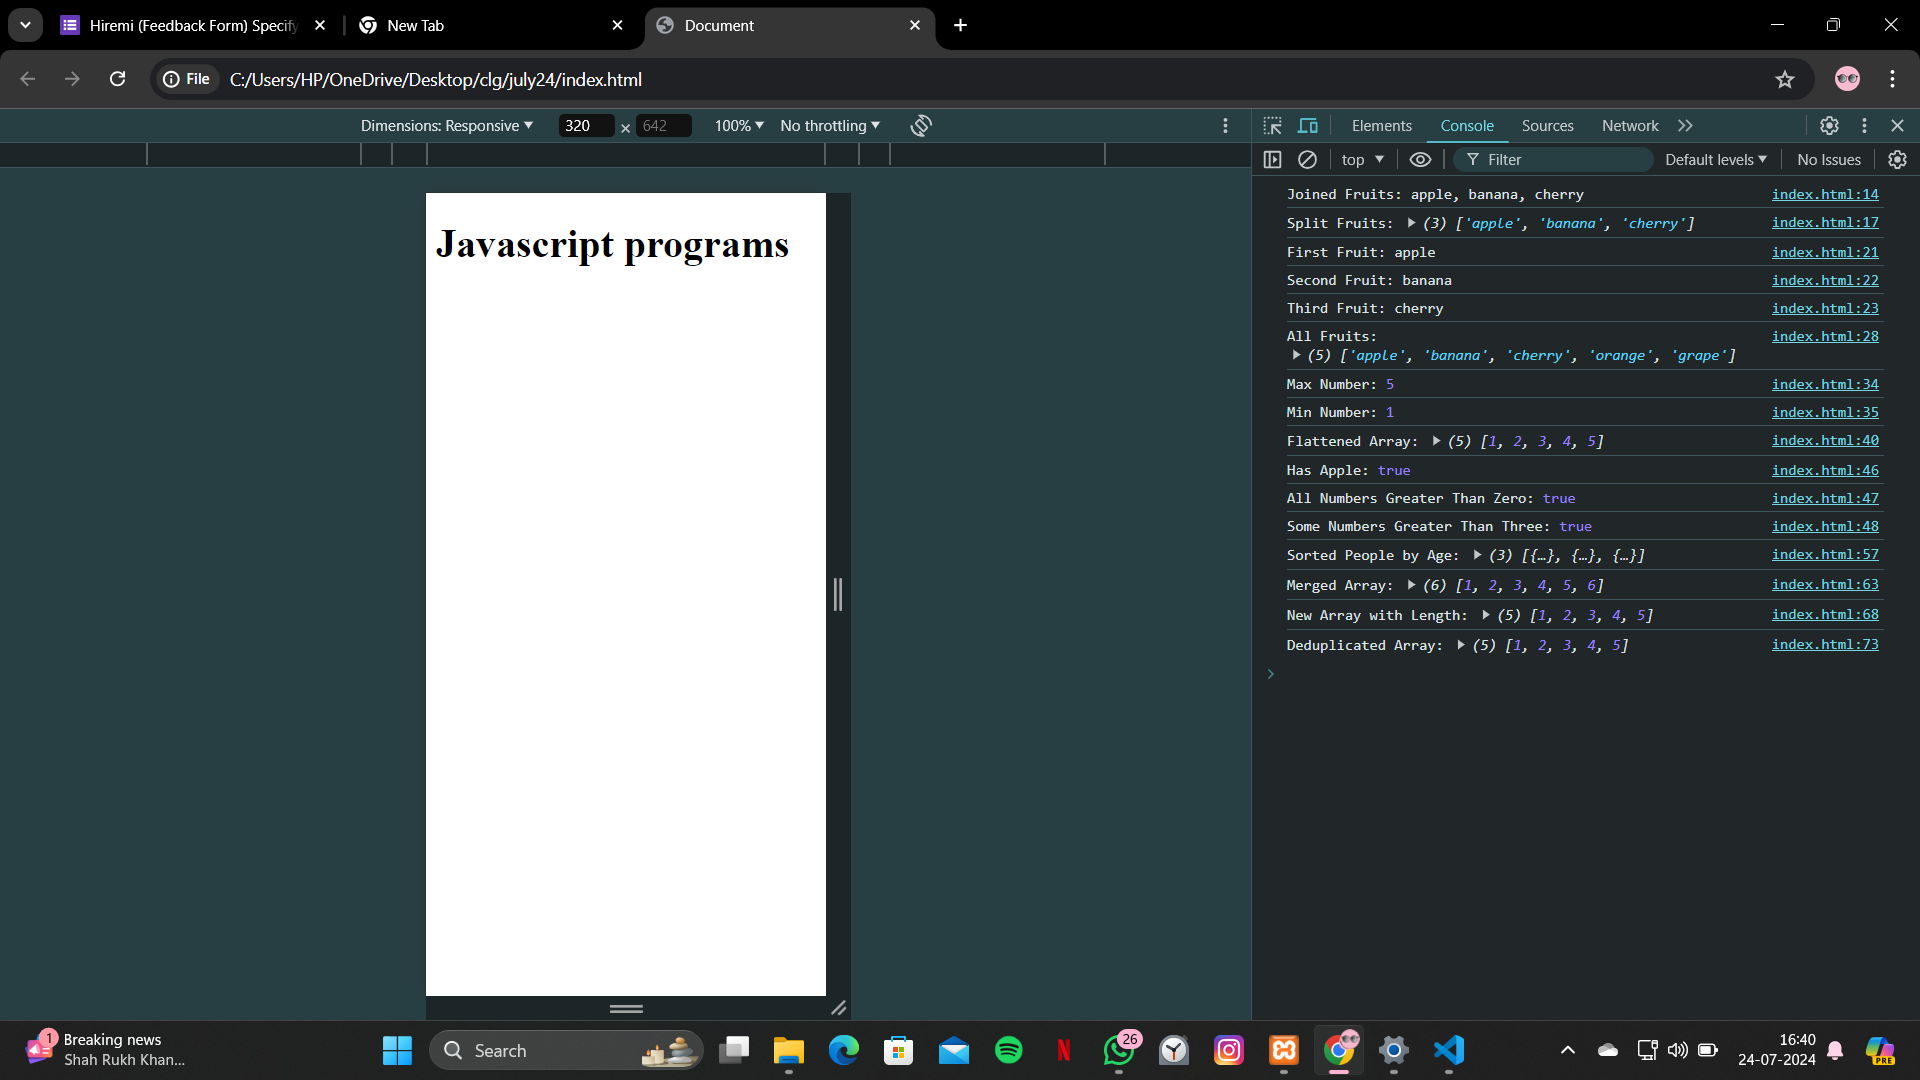 Hiremi (Feedback Form) Specify
New Tab
Document
File
C:/Users/HP/OneDrive/Desktop/clg/july24/index.html
Dimensions: Responsive
320 × 642
100%
No throttling
Elements
Console
Sources
Network
top
Filter
Default levels
No Issues
Javascript programs
Joined Fruits: apple, banana, cherry index.html:14
Split Fruits: (3) ['apple', 'banana', 'cherry'] index.html:17
First Fruit: apple index.html:21
Second Fruit: banana index.html:22
Third Fruit: cherry index.html:23
All Fruits: index.html:28
(5) ['apple', 'banana', 'cherry', 'orange', 'grape']
Max Number: 5 index.html:34
Min Number: 1 index.html:35
Flattened Array: (5) [1, 2, 3, 4, 5] index.html:40
Has Apple: true index.html:46
All Numbers Greater Than Zero: true index.html:47
Some Numbers Greater Than Three: true index.html:48
Sorted People by Age: (3) [{…}, {…}, {…}] index.html:57
Merged Array: (6) [1, 2, 3, 4, 5, 6] index.html:63
New Array with Length: (5) [1, 2, 3, 4, 5] index.html:68
Deduplicated Array: (5) [1, 2, 3, 4, 5] index.html:73
1
Breaking news
Shah Rukh Khan...
Search
N
26
16:40
24-07-2024
PRE